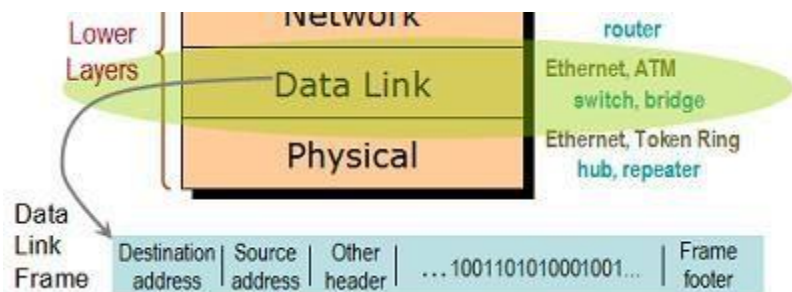 Network
router
Lower
Layers
Data Link
Ethernet, ATM
switch, bridge
Physical
Ethernet, Token Ring
hub, repeater
Data
Link
Frame
Destination
address
Source
address
Other
header
...1001101010001001...
Frame
footer